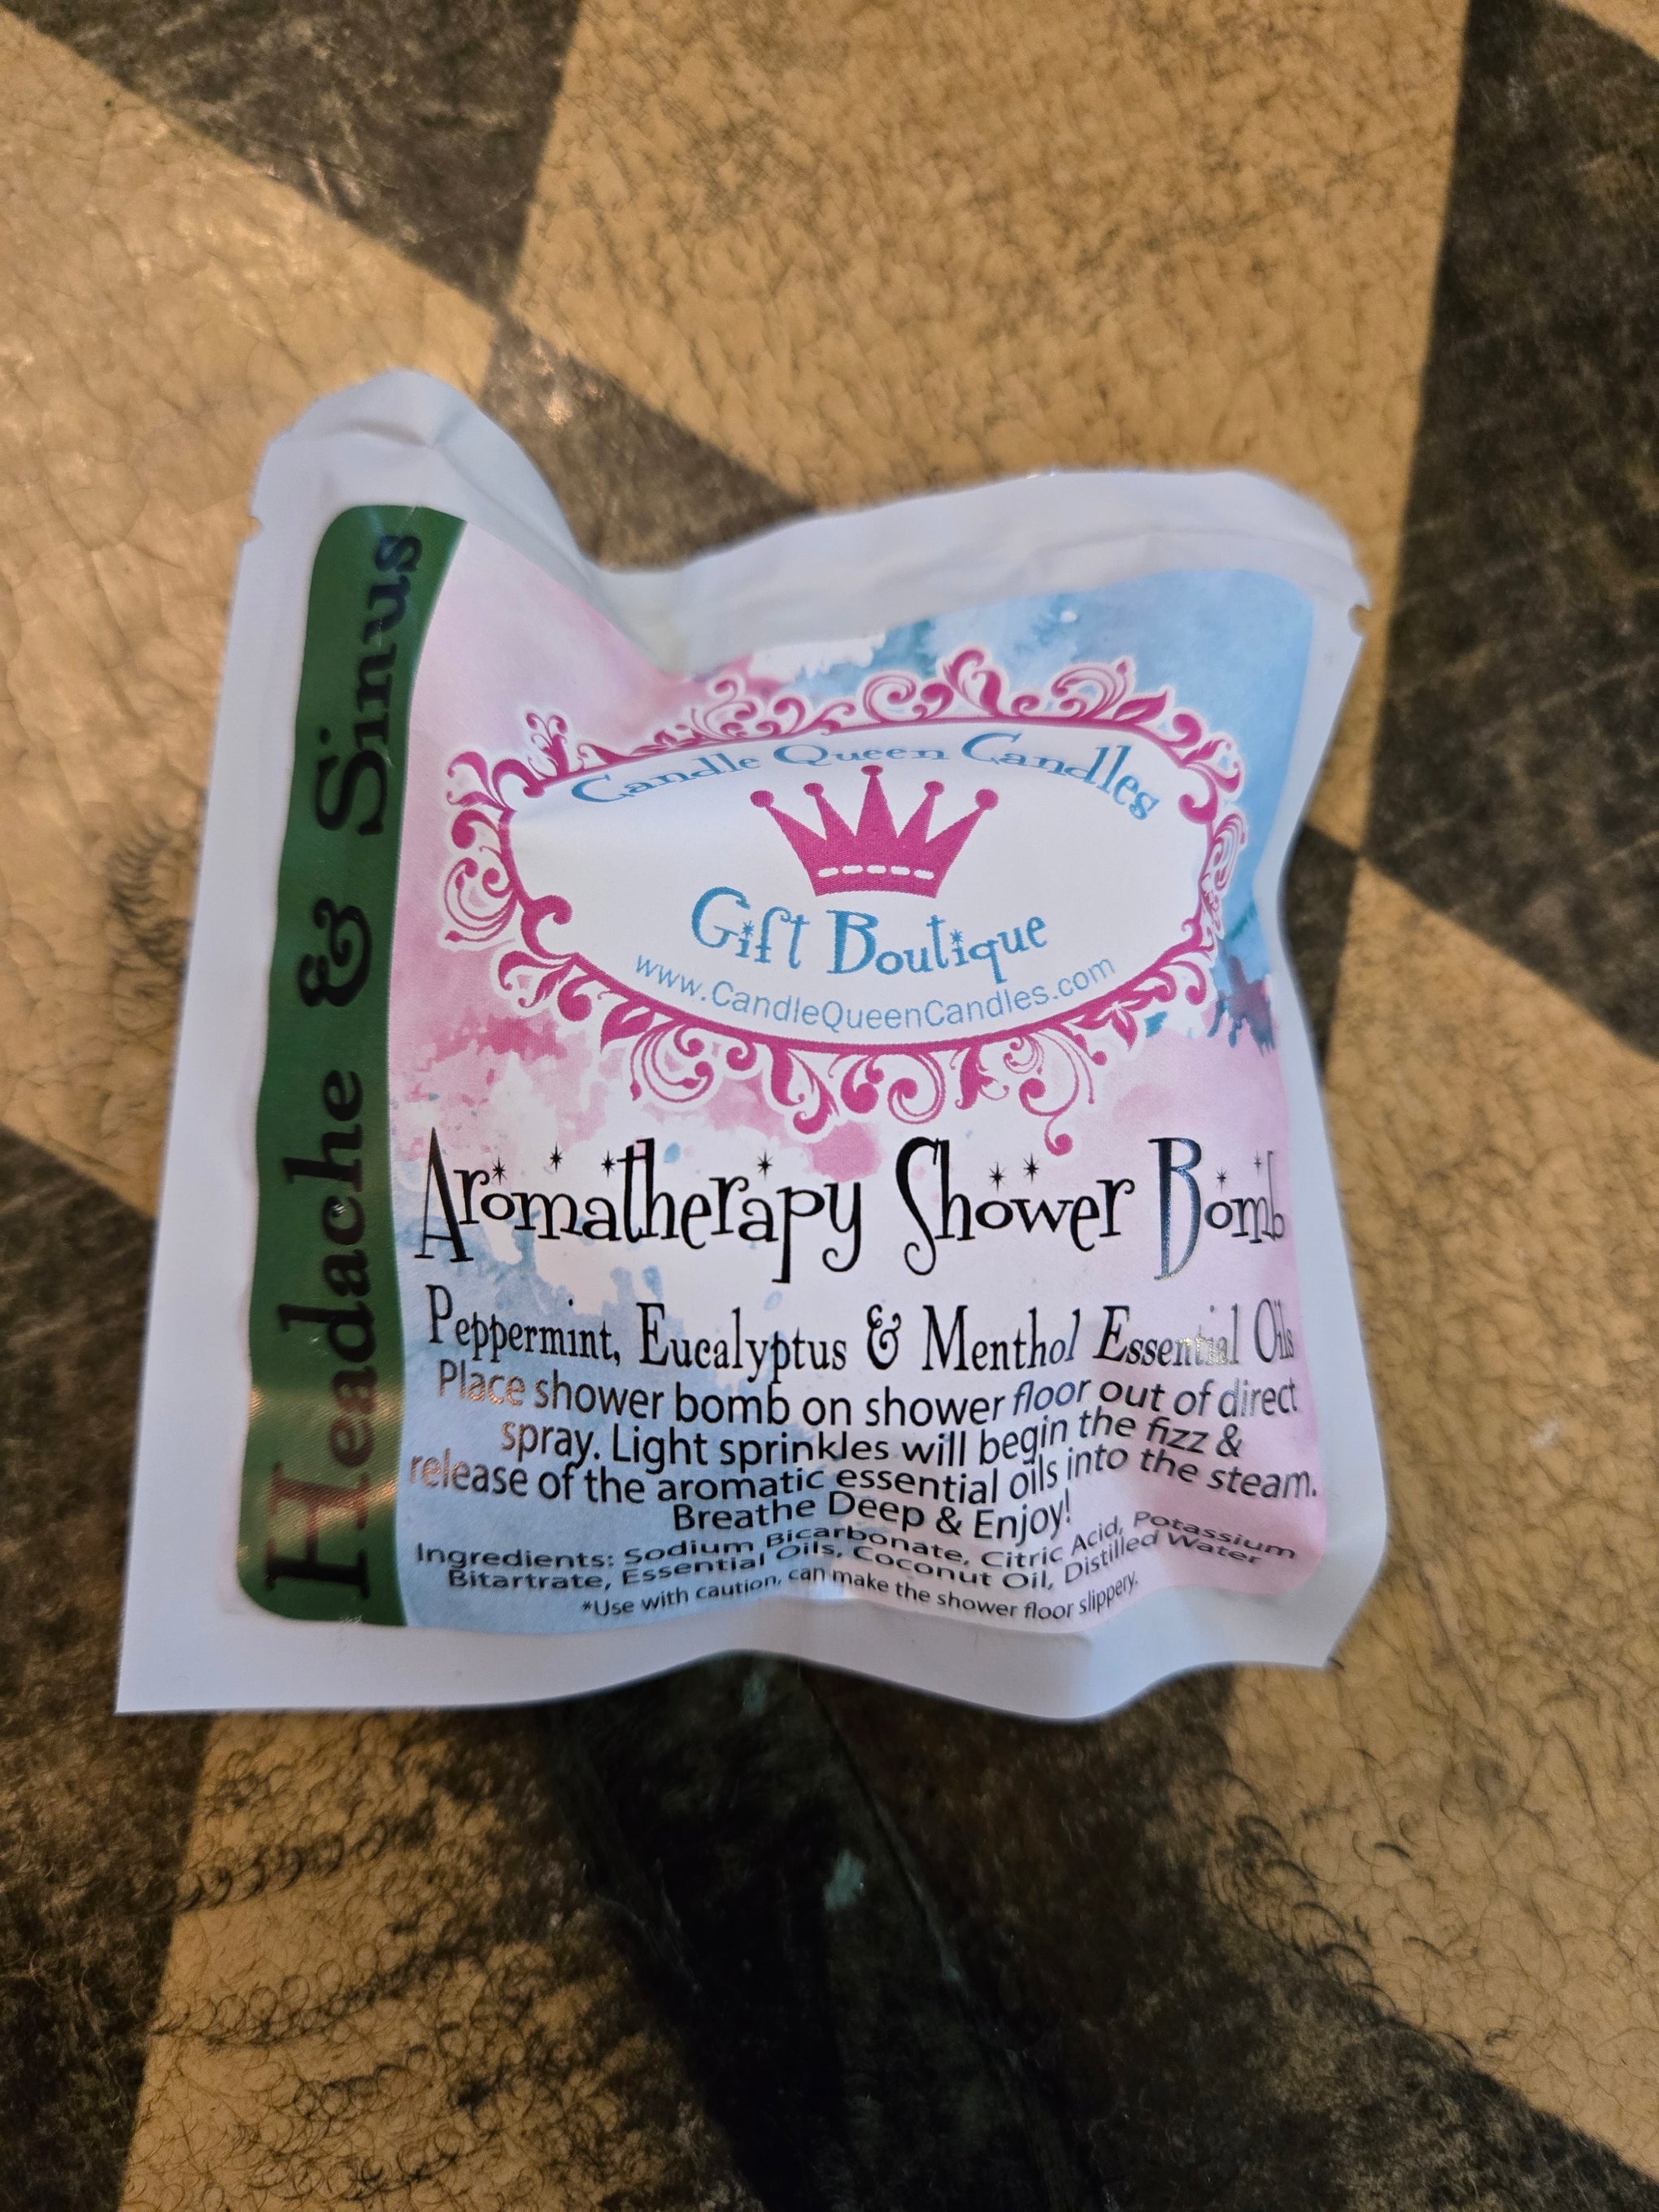 Headache & Sinus
Candle Queen Candles
Gift Boutique
www.CandleQueenCandles.com
Aromatherapy Shower Bomb
Peppermint, Eucalyptus & Menthol Essential Oils
Place shower bomb on shower floor out of direct
spray. Light sprinkles will begin the fizz &
release of the aromatic essential oils into the steam.
Breathe Deep & Enjoy!
Ingredients: Sodium Bicarbonate, Citric Acid, Potassium
Bitartrate, Essential Oils, Coconut Oil, Distilled Water
*Use with caution, can make the shower floor slippery.